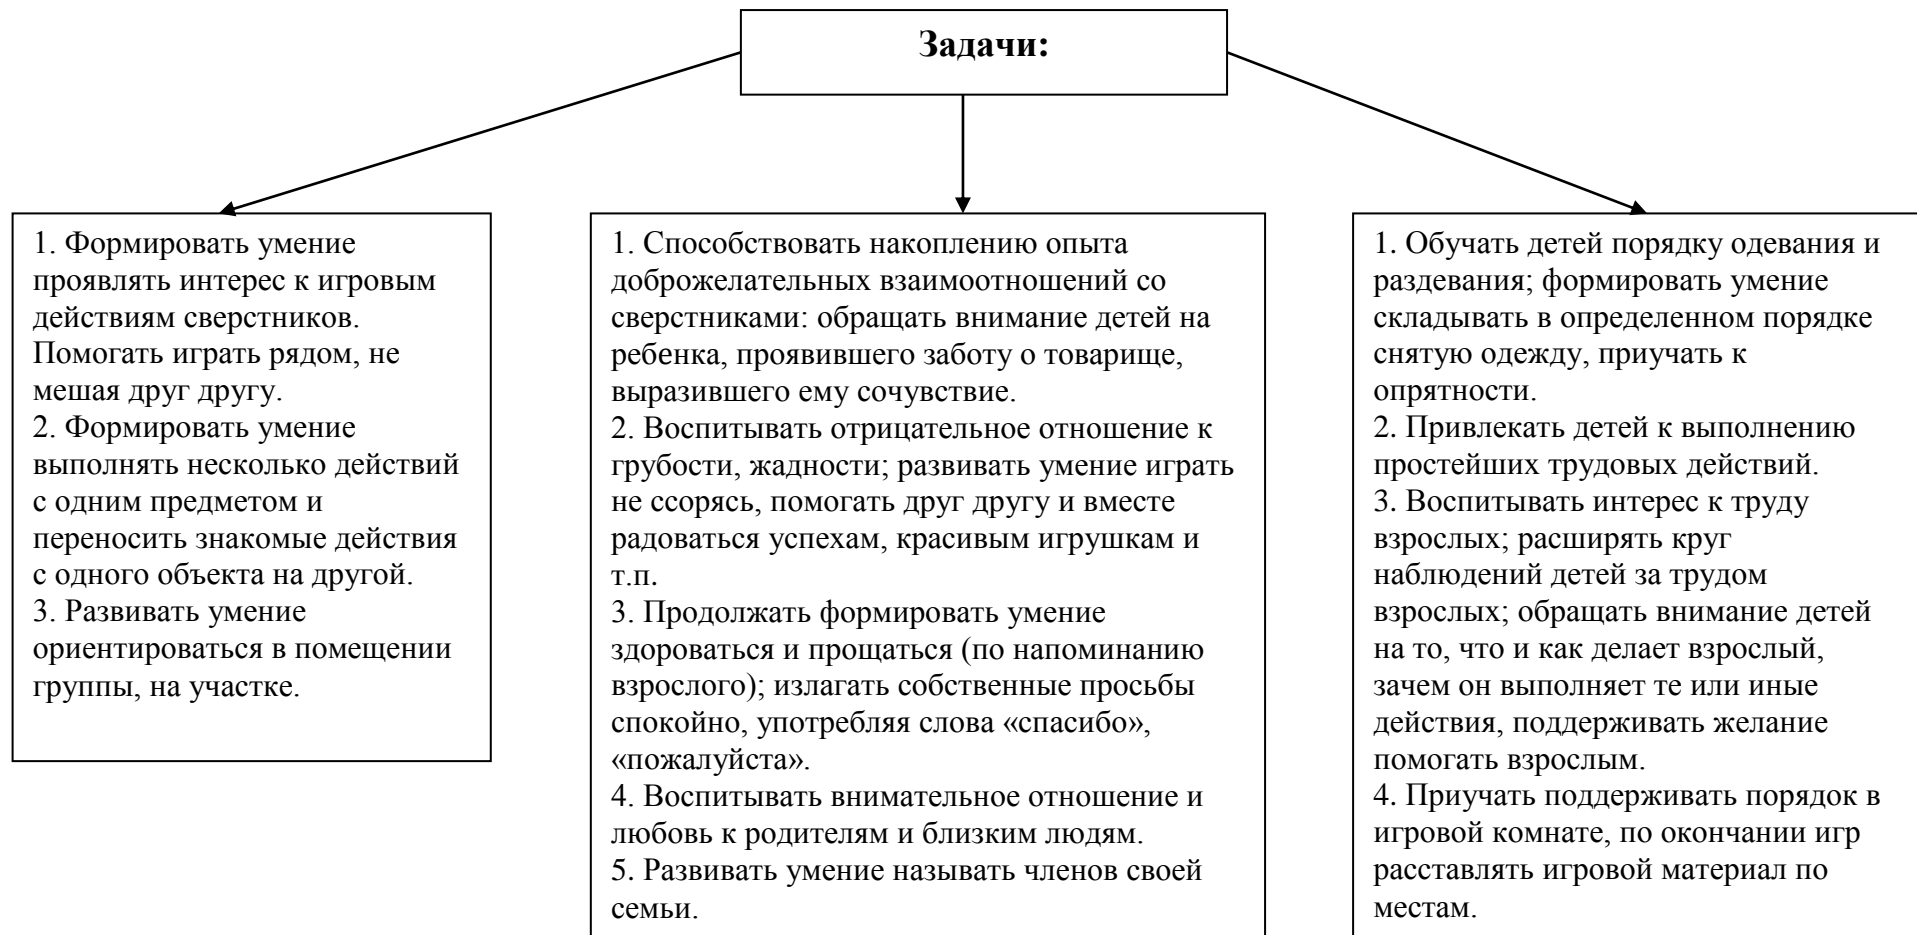 Задачи:
1. Формировать умение
проявлять интерес к игровым
действиям сверстников.
Помогать играть рядом, не
мешая друг другу.
2. Формировать умение
выполнять несколько действий
с одним предметом и
переносить знакомые действия
с одного объекта на другой.
3. Развивать умение
ориентироваться в помещении
группы, на участке.
1. Способствовать накоплению опыта
доброжелательных взаимоотношений со
сверстниками: обращать внимание детей на
ребенка, проявившего заботу о товарище,
выразившего ему сочувствие.
2. Воспитывать отрицательное отношение к
грубости, жадности; развивать умение играть
не ссорясь, помогать друг другу и вместе
радоваться успехам, красивым игрушкам и
т.п.
3. Продолжать формировать умение
здороваться и прощаться (по напоминанию
взрослого); излагать собственные просьбы
спокойно, употребляя слова «спасибо»,
«пожалуйста».
4. Воспитывать внимательное отношение и
любовь к родителям и близким людям.
5. Развивать умение называть членов своей
семьи.
1. Обучать детей порядку одевания и
раздевания; формировать умение
складывать в определенном порядке
снятую одежду, приучать к
опрятности.
2. Привлекать детей к выполнению
простейших трудовых действий.
3. Воспитывать интерес к труду
взрослых; расширять круг
наблюдений детей за трудом
взрослых; обращать внимание детей
на то, что и как делает взрослый,
зачем он выполняет те или иные
действия, поддерживать желание
помогать взрослым.
4. Приучать поддерживать порядок в
игровой комнате, по окончании игр
расставлять игровой материал по
местам.